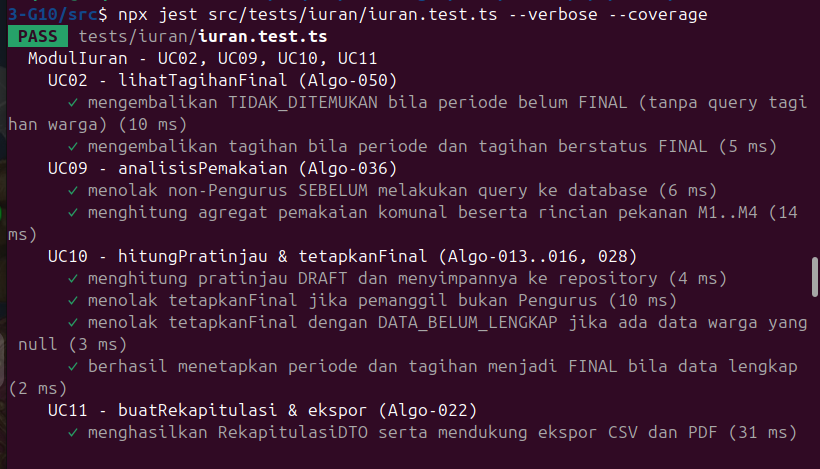 3-G10/src$ npx jest src/tests/iuran/iuran.test.ts --verbose --coverage
PASS tests/iuran/iuran.test.ts
ModulIuran - UC02, UC09, UC10, UC11
UC02 - lihatTagihanFinal (Algo-050)
✓ mengembalikan TIDAK_DITEMUKAN bila periode belum FINAL (tanpa query tagi
han warga) (10 ms)
✓ mengembalikan tagihan bila periode dan tagihan berstatus FINAL (5 ms)
UC09 - analisisPemakaian (Algo-036)
✓ menolak non-Pengurus SEBELUM melakukan query ke database (6 ms)
✓ menghitung agregat pemakaian komunal beserta rincian pekanan M1..M4 (14
ms)
UC10 - hitungPratinjau & tetapkanFinal (Algo-013..016, 028)
✓ menghitung pratinjau DRAFT dan menyimpannya ke repository (4 ms)
✓ menolak tetapkanFinal jika pemanggil bukan Pengurus (10 ms)
✓ menolak tetapkanFinal dengan DATA_BELUM_LENGKAP jika ada data warga yang
null (3 ms)
✓ berhasil menetapkan periode dan tagihan menjadi FINAL bila data lengkap
(2 ms)
UC11 - buatRekapitulasi & ekspor (Algo-022)
✓ menghasilkan RekapitulasiDTO serta mendukung ekspor CSV dan PDF (31 ms)